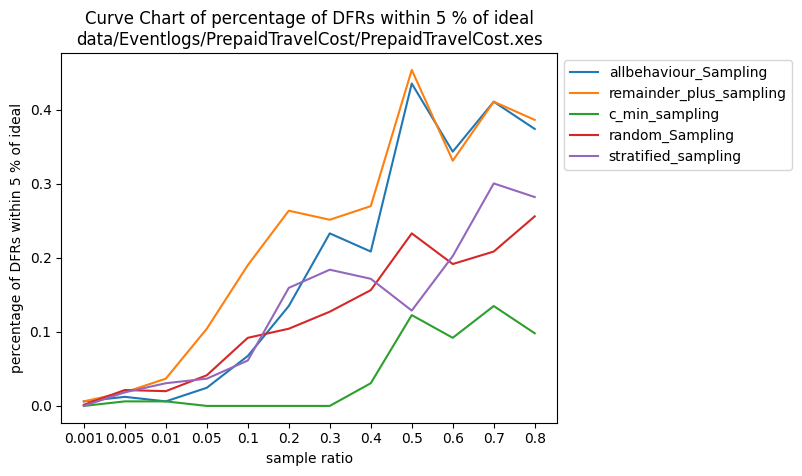 Curve Chart of percentage of DFRs within 5 % of ideal
data/Eventlogs/PrepaidTravelCost/PrepaidTravelCost.xes
percentage of DFRs within 5 % of ideal
0.4
0.3
0.2
0.1
0.0
0.001 0.005 0.01 0.05 0.1 0.2 0.3 0.4 0.5 0.6 0.7 0.8
sample ratio
allbehaviour_Sampling
remainder_plus_sampling
c_min_sampling
random_Sampling
stratified_sampling